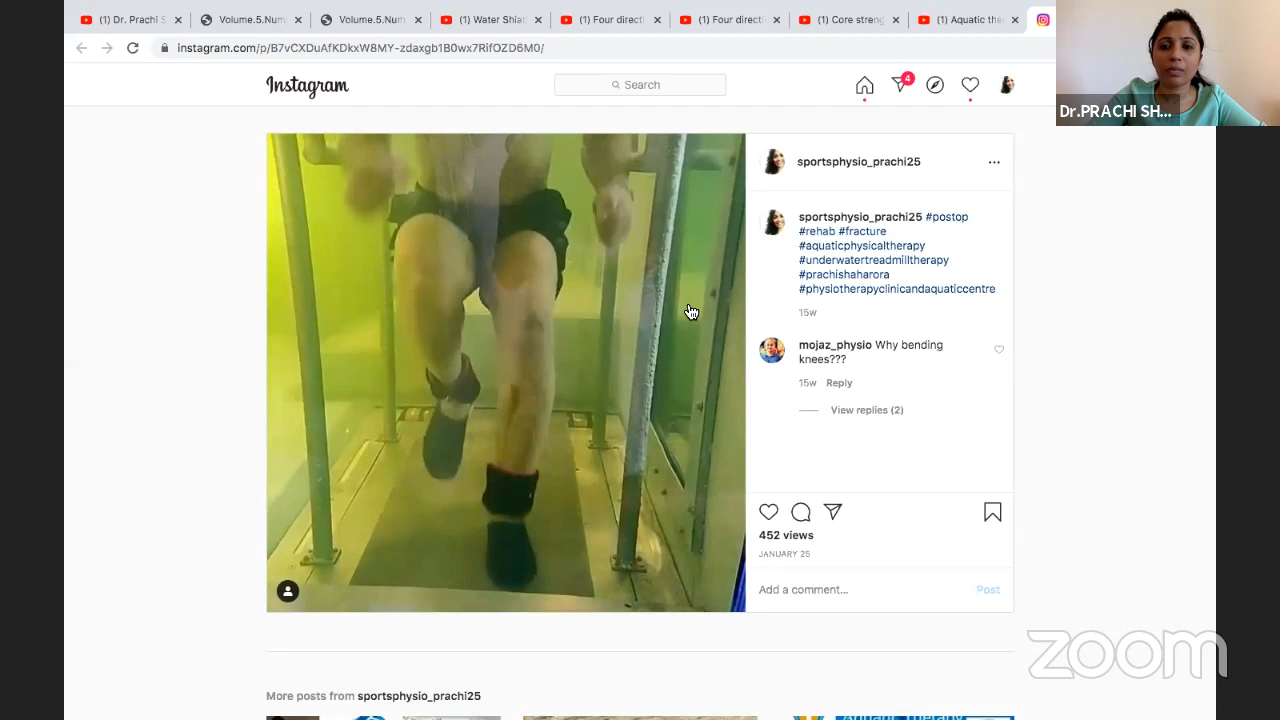 (1) Dr. Prachi S
Volume.5.Num
Volume.5.Num
(1) Water Shiat
(1) Four directi
(1) Four directi
(1) Core streng
(1) Aquatic the
instagram.com/p/B7vCXDuAfKDkxW8MY-zdaxgb1B0wx7RifOZD6M0/
Dr.PRACHI SH...
Instagram
Search
4
sportsphysio_prachi25
sportsphysio_prachi25 #postop
#rehab #fracture
#aquaticphysicaltherapy
#underwatertreadmilltherapy
#prachishaharora
#physiotherapyclinicandaquaticcentre
15w
mojaz_physio Why bending
knees???
15w Reply
View replies (2)
452 views
JANUARY 25
Add a comment...
Post
zoom
More posts from sportsphysio_prachi25